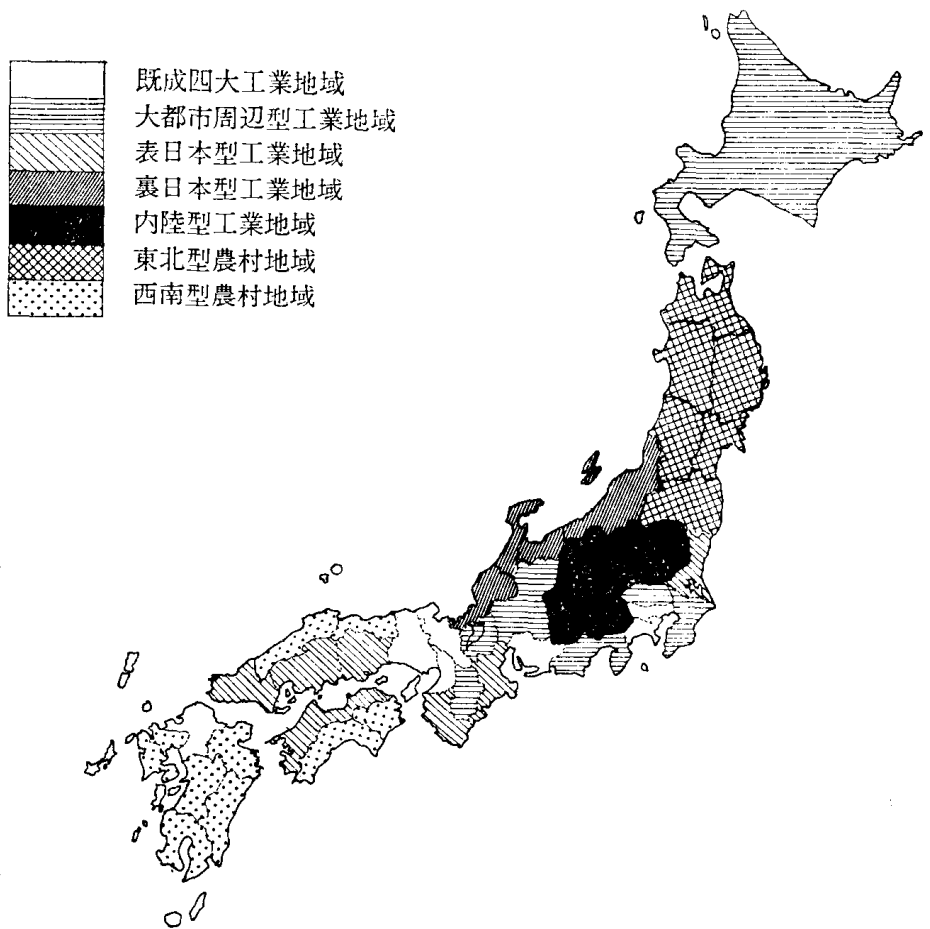 既成四大工業地域
大都市周辺型工業地域
表日本型工業地域
裏日本型工業地域
内陸型工業地域
東北型農村地域
西南型農村地域